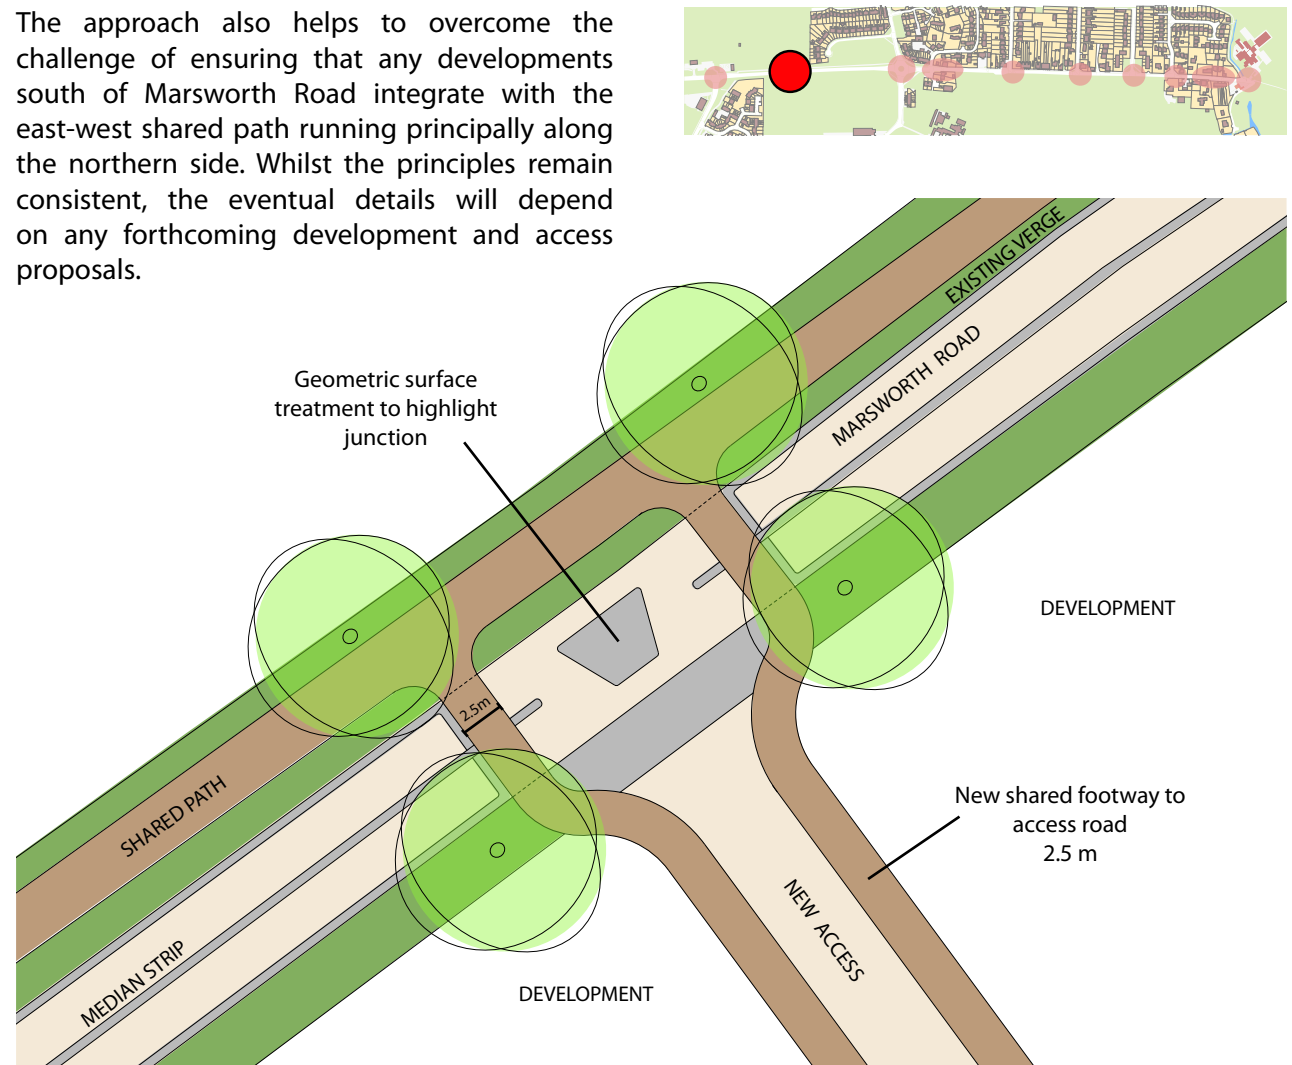 The approach also helps to overcome the
challenge of ensuring that any developments
south of Marsworth Road integrate with the
east-west shared path running principally along
the northern side. Whilst the principles remain
consistent, the eventual details will depend
on any forthcoming development and access
proposals.
EXISTING VERGE
MARSWORTH ROAD
Geometric surface
treatment to highlight
junction
DEVELOPMENT
2.5m
SHARED PATH
New shared footway to
access road
2.5 m
NEW ACCESS
MEDIAN STRIP
DEVELOPMENT